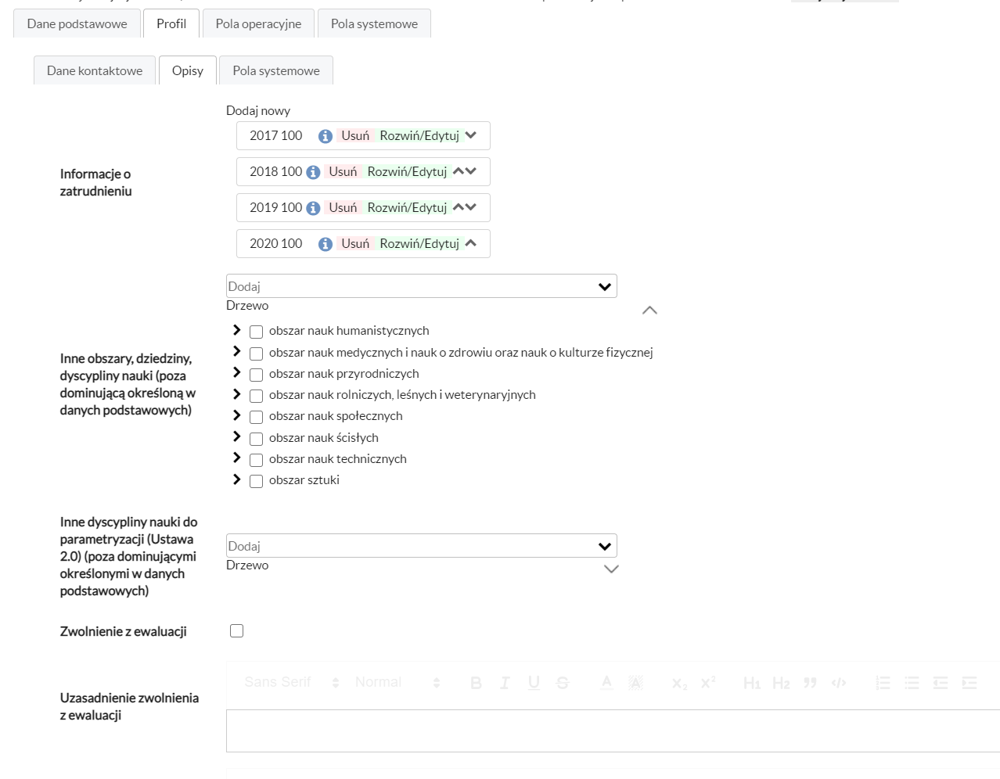 Dane podstawowe Profil Pola operacyjne Pola systemowe
Dane kontaktowe Opisy Pola systemowe
Dodaj nowy
Informacje o
zatrudnieniu
2017 100 Usuń Rozwiń/Edytuj
2018 100 Usuń Rozwiń/Edytuj
2019 100 Usuń Rozwiń/Edytuj
2020 100 Usuń Rozwiń/Edytuj
Inne obszary, dziedziny,
dyscypliny nauki (poza
dominującą określoną w
danych podstawowych)
Dodaj
Drzewo
obszar nauk humanistycznych
obszar nauk medycznych i nauk o zdrowiu oraz nauk o kulturze fizycznej
obszar nauk przyrodniczych
obszar nauk rolniczych, leśnych i weterynaryjnych
obszar nauk społecznych
obszar nauk ścisłych
obszar nauk technicznych
obszar sztuki
Inne dyscypliny nauki do
parametryzacji (Ustawa
2.0) (poza dominującymi
określonymi w danych
podstawowych)
Dodaj
Drzewo
Zwolnienie z ewaluacji
Uzasadnienie zwolnienia
z ewaluacji
Sans Serif Normal B I U S A A X₂ X² H1 H2